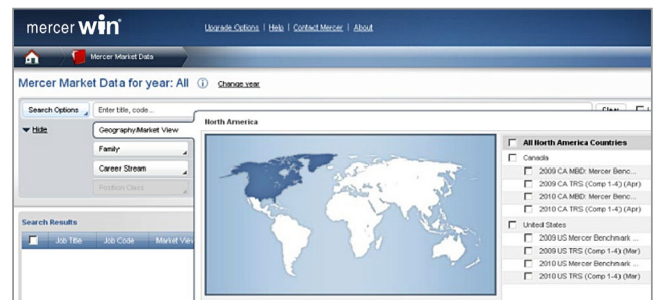 mercer WIN®
Upgrade Options | Help | Contact Mercer | About
Mercer Market Data
Mercer Market Data for year: All Change year
Search Options Enter title, code... Clear
Hide
Geography/Market View
Family
Career Stream
Position Class
North America
All North America Countries
Canada
2009 CA MBD: Mercer Benc...
2009 CA TRS (Comp 1-4) (Apr)
2010 CA MBD: Mercer Benc...
2010 CA TRS (Comp 1-4) (Apr)
United States
2009 US Mercer Benchmark ...
2009 US TRS (Comp 1-4) (Mar)
2010 US Mercer Benchmark ...
2010 US TRS (Comp 1-4) (Mar)
Search Results
Job Title Job Code Market View